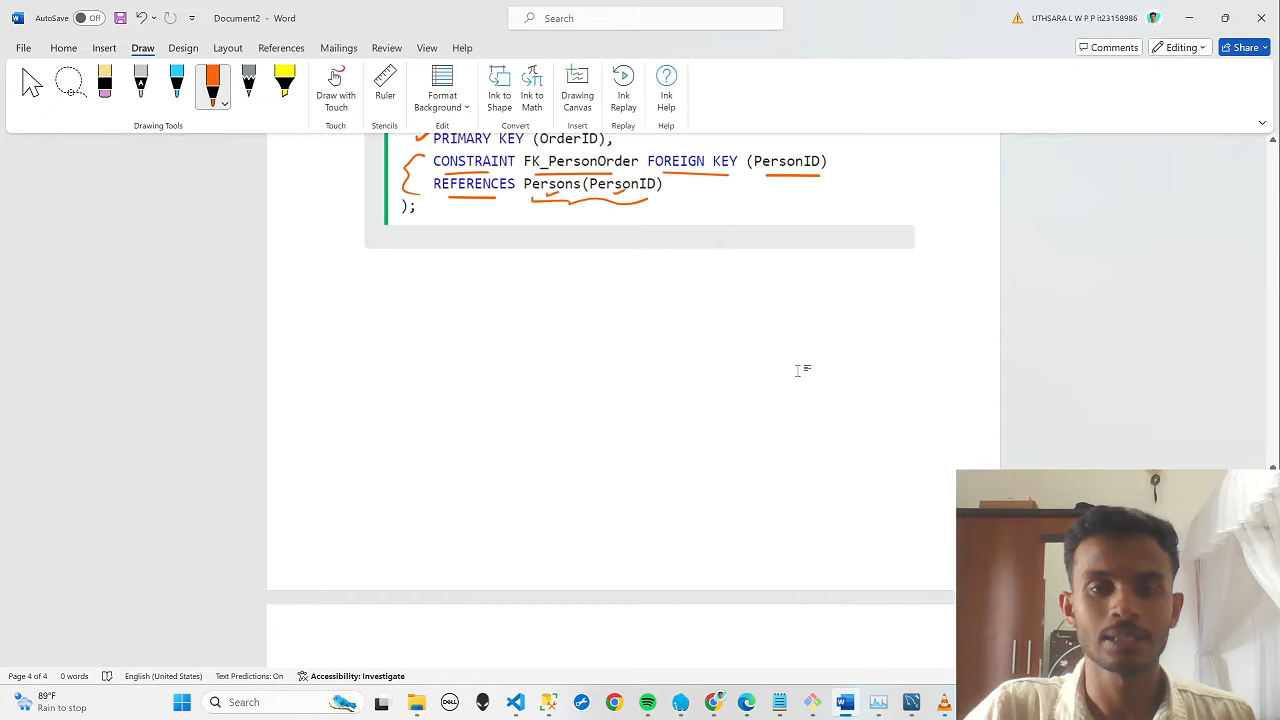 AutoSave Off Document2 - Word Search UTHSARA L W P P it23158986
File Home Insert Draw Design Layout References Mailings Review View Help Comments Editing Share
Draw with Touch Ruler Format Background Ink to Shape Ink to Math Drawing Canvas Ink Replay Ink Help
Drawing Tools Touch Stencils Edit Convert Insert Replay Help
PRIMARY KEY (OrderID),
CONSTRAINT FK_PersonOrder FOREIGN KEY (PersonID)
REFERENCES Persons(PersonID)
);
Page 4 of 4 0 words English (United States) Text Predictions: On Accessibility: Investigate
89°F
Rain to stop
Search